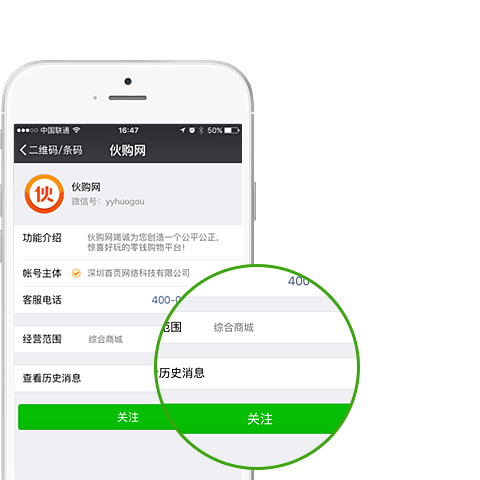 中国联通 16:47 50%
二维码/条码 伙购网
伙
伙购网
微信号: yyhuogou
功能介绍 伙购网竭诚为您创造一个公平公正,
惊喜好玩的零钱购物平台!
帐号主体 深圳首页网络科技有限公司
客服电话 400-0
400-
经营范围 综合商城
范围 综合商城
查看历史消息
历史消息
关注
关注